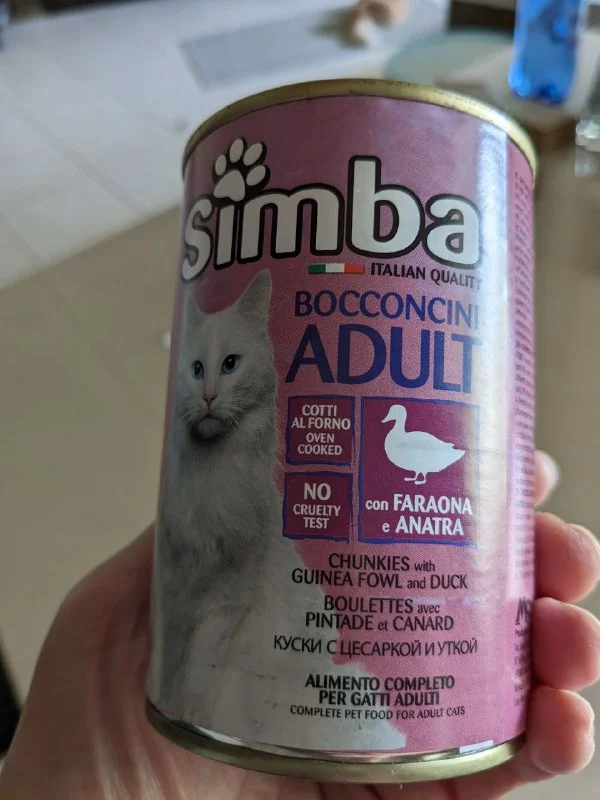 simba
ITALIAN QUALITY
BOCCONCINI
ADULT
COTTI
AL FORNO
OVEN
COOKED
NO
CRUELTY
TEST
con FARAONA
e ANATRA
CHUNKIES with
GUINEA FOWL and DUCK
BOULETTES avec
PINTADE et CANARD
КУСКИ С ЦЕСАРКОЙ И УТКОЙ
ALIMENTO COMPLETO
PER GATTI ADULTI
COMPLETE PET FOOD FOR ADULT CATS